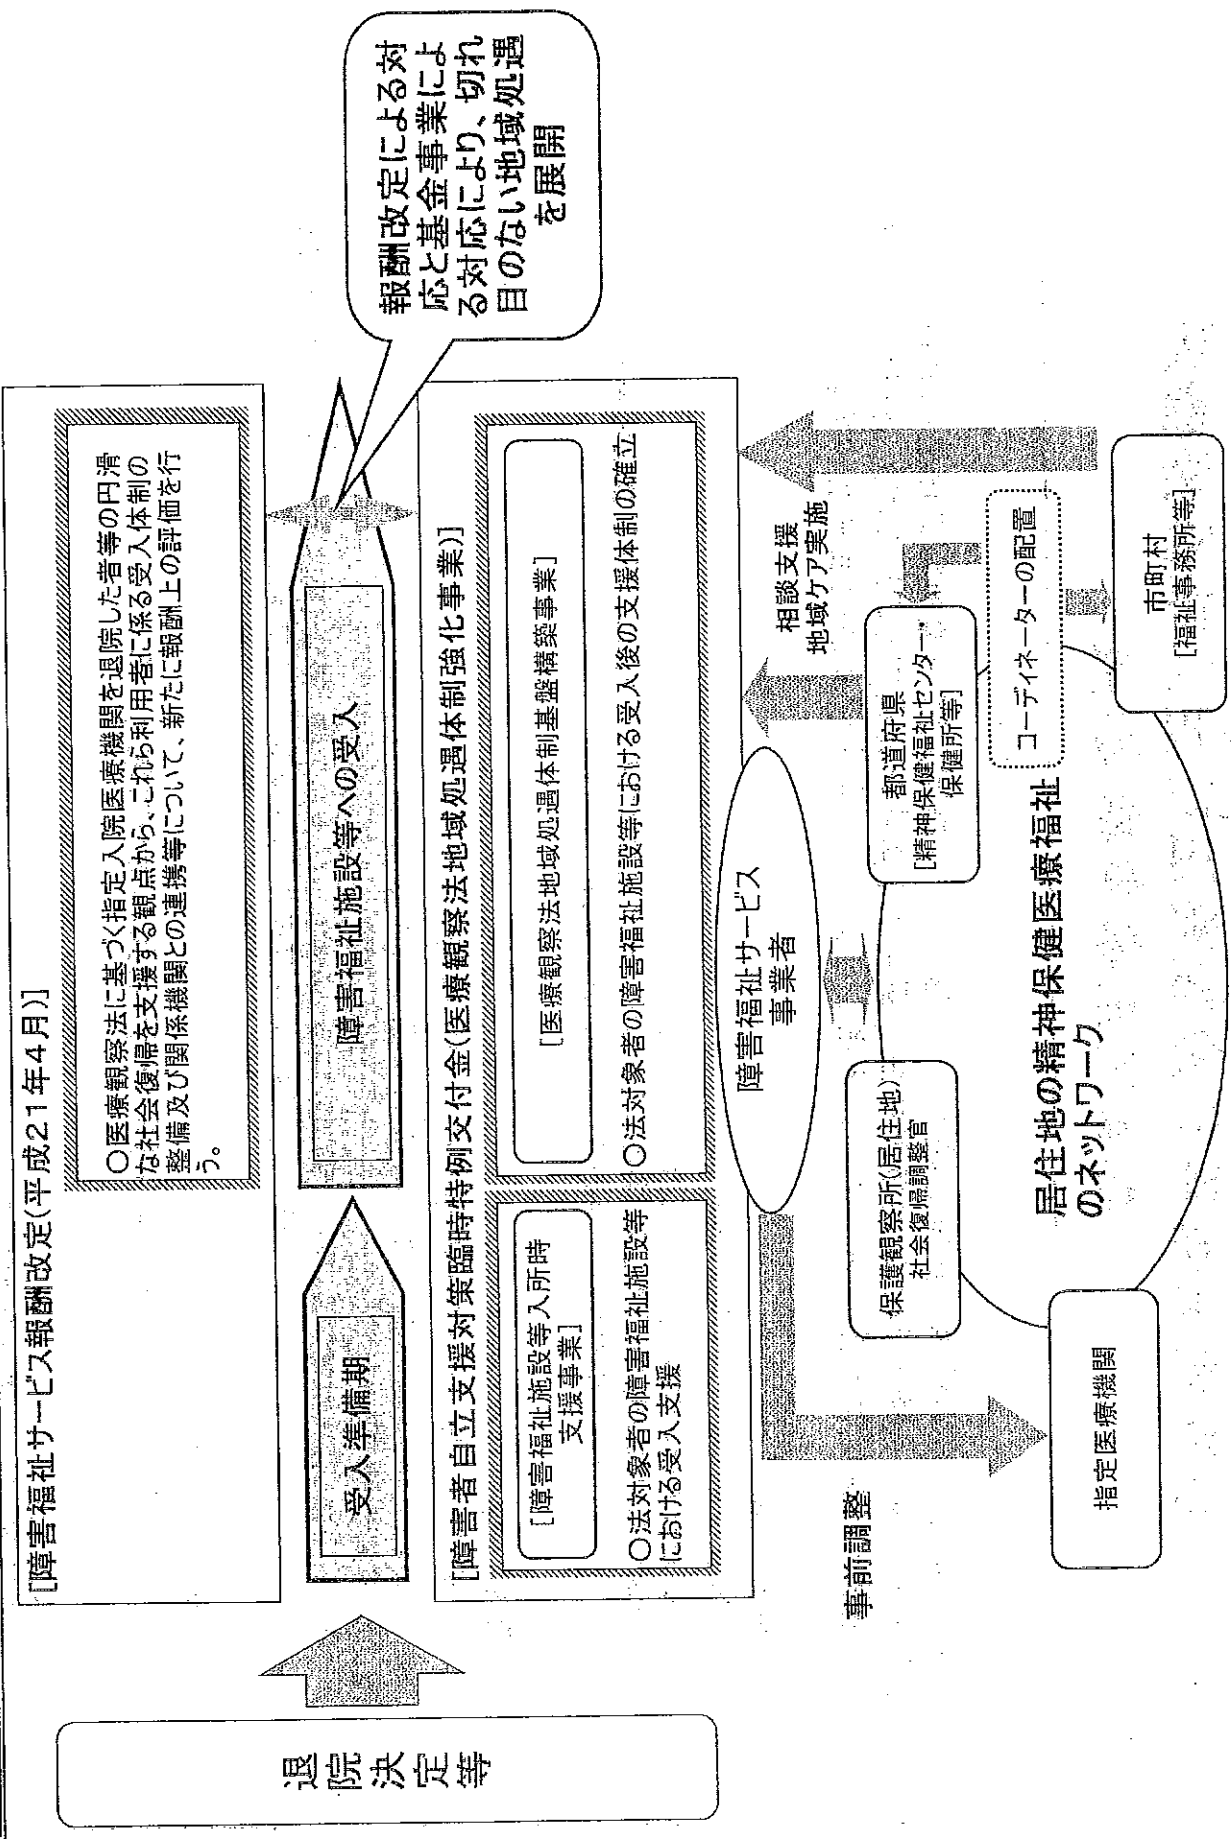 [障害福祉サービス報酬改定(平成21年4月)]
○医療観察法に基づく指定入院医療機関を退院した者等の円滑
な社会復帰を支援する観点から、これら利用者に係る受入体制の
整備及び関係機関との連携等について、新たに報酬上の評価を行
う。
退院決定等
受入準備期
障害福祉施設等への受入
報酬改定による対
応と基金事業によ
る対応により、切れ
目のない地域処遇
を展開
[障害者自立支援対策臨時特例交付金(医療観察法地域処遇体制強化事業)]
[障害福祉施設等入所時
支援事業]
○法対象者の障害福祉施設等
における受入支援
[医療観察法地域処遇体制基盤構築事業]
○法対象者の障害福祉施設等における受入後の支援体制の確立
障害福祉サービス
事業者
事前調整
相談支援
地域ケア実施
保護観察所(居住地)
社会復帰調整官
都道府県
[精神保健福祉センター・
保健所等]
コーディネーターの配置
居住地の精神保健医療福祉
のネットワーク
指定医療機関
市町村
[福祉事務所等]